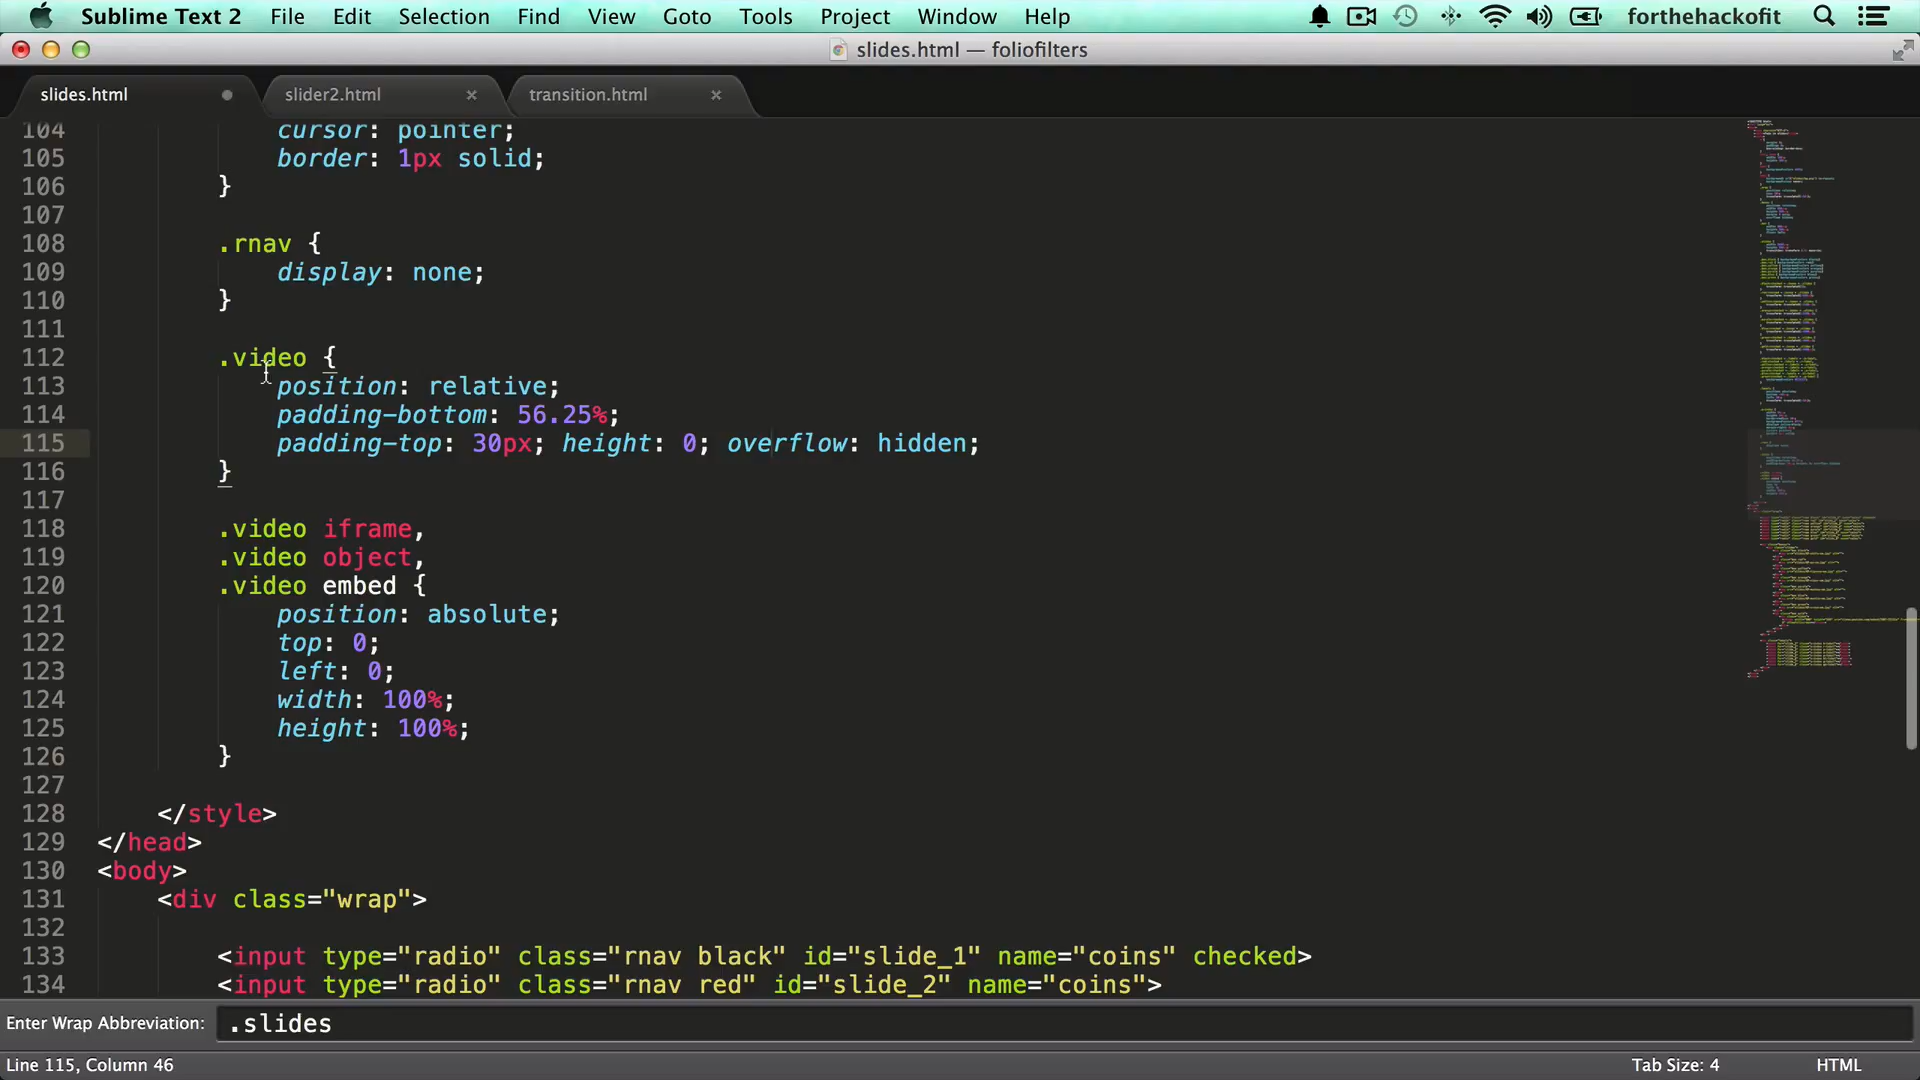 Sublime Text 2 File Edit Selection Find View Goto Tools Project Window Help forthehackofit
slides.html — foliofilters
slides.html slider2.html × transition.html ×
104 cursor: pointer;
105 border: 1px solid;
106 }
107
108 .rnav {
109 display: none;
110 }
111
112 .video {
113 position: relative;
114 padding-bottom: 56.25%;
115 padding-top: 30px; height: 0; overflow: hidden;
116 }
117
118 .video iframe,
119 .video object,
120 .video embed {
121 position: absolute;
122 top: 0;
123 left: 0;
124 width: 100%;
125 height: 100%;
126 }
127
128 </style>
129 </head>
130 <body>
131 <div class="wrap">
132
133 <input type="radio" class="rnav black" id="slide_1" name="coins" checked>
134 <input type="radio" class="rnav red" id="slide_2" name="coins">
Enter Wrap Abbreviation: .slides
Line 115, Column 46 Tab Size: 4 HTML